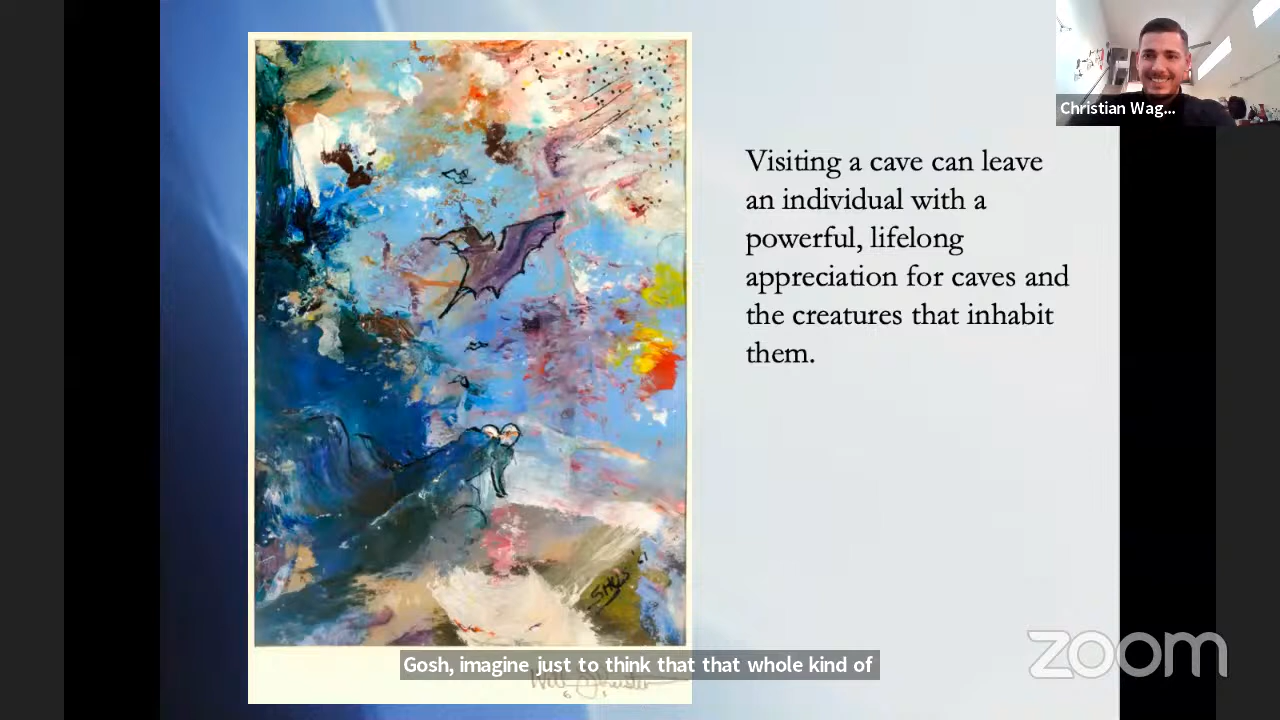 Christian Wag...
Visiting a cave can leave
an individual with a
powerful, lifelong
appreciation for caves and
the creatures that inhabit
them.
SHQS
Gosh, imagine just to think that that whole kind of
zoom